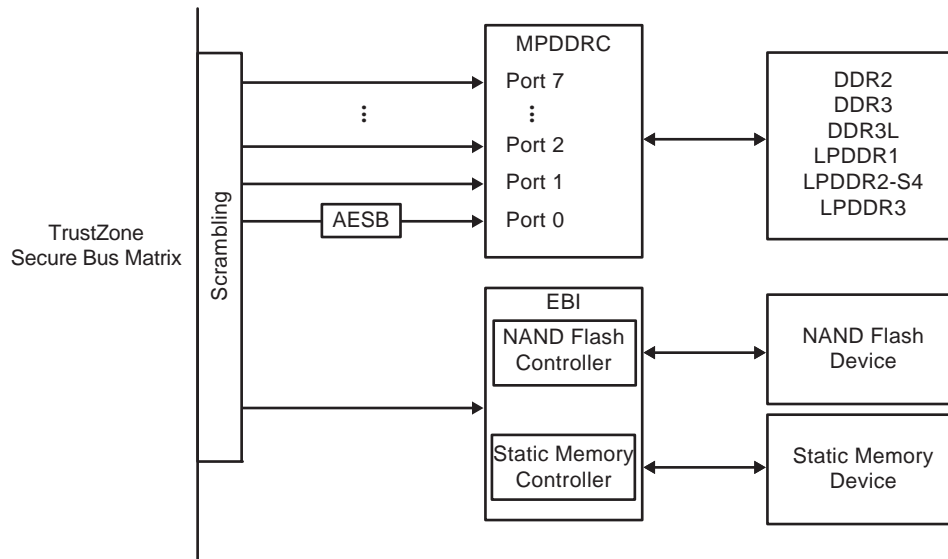 TrustZone
Secure Bus Matrix
Scrambling
AESB
MPDDRC
Port 7
...
Port 2
Port 1
Port 0
DDR2
DDR3
DDR3L
LPDDR1
LPDDR2-S4
LPDDR3
EBI
NAND Flash
Controller
Static Memory
Controller
NAND Flash
Device
Static Memory
Device